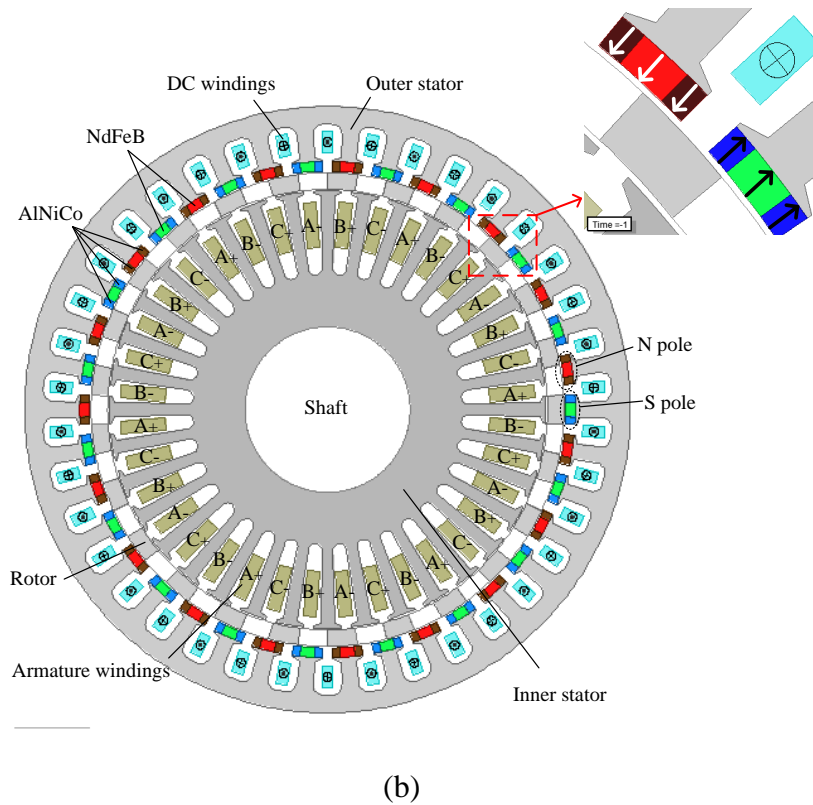 DC windings
Outer stator
NdFeB
AlNiCo
Time =-1
A-
B+
C-
A+
B-
C+
A-
B+
C-
A+
B-
C+
A-
B+
C-
A+
B-
C+
A-
B+
C-
A+
B-
C+
A-
B+
C-
A+
B-
C+
A-
B+
C-
A+
B-
C+
N pole
S pole
Shaft
Rotor
Armature windings
Inner stator
(b)